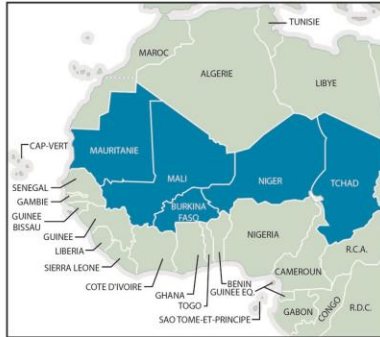 TUNISIE
MAROC
ALGERIE
LIBYE
CAP-VERT
MAURITANIE
MALI
NIGER
TCHAD
SENEGAL
GAMBIE
GUINEE
BISSAU
BURKINA
FASO
GUINEE
NIGERIA
LIBERIA
R.C.A.
SIERRA LEONE
CAMEROUN
COTE D'IVOIRE
BENIN
GHANA
GUINEE EQ.
TOGO
SAO TOME-ET-PRINCIPE
GABON
CONGO
R.D.C.